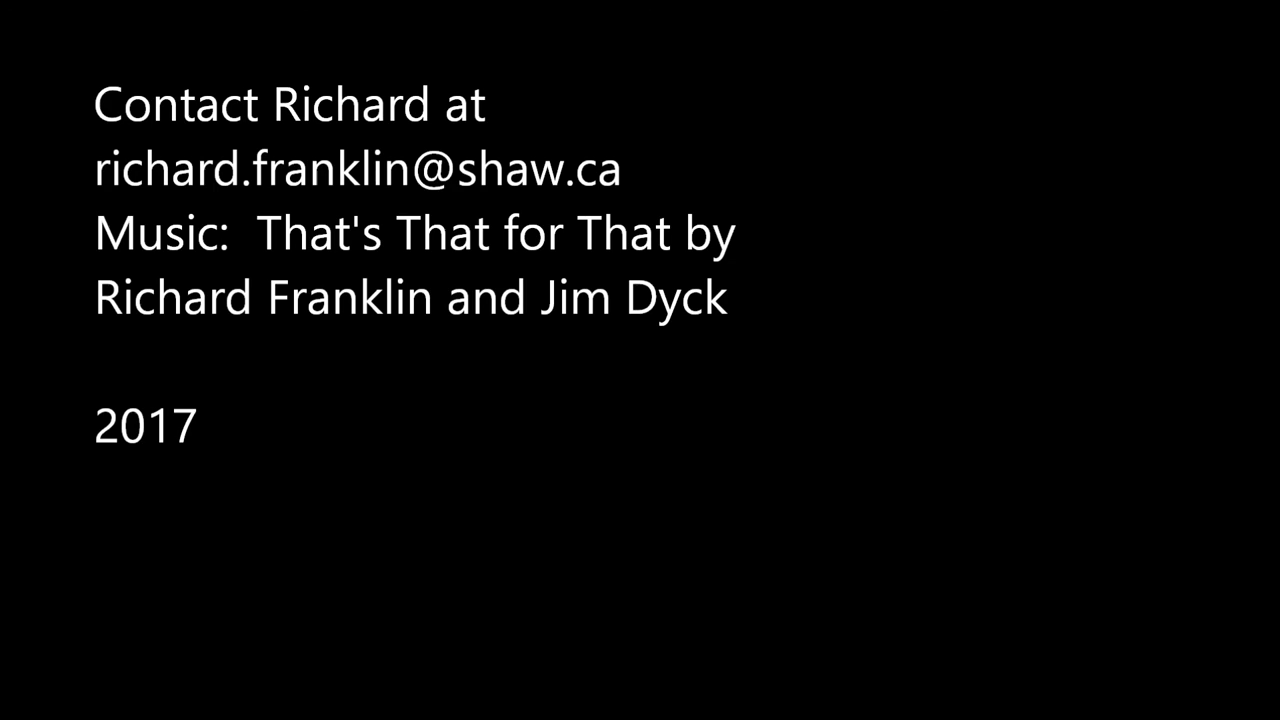 Contact Richard at
richard.franklin@shaw.ca
Music:  That's That for That by
Richard Franklin and Jim Dyck
2017